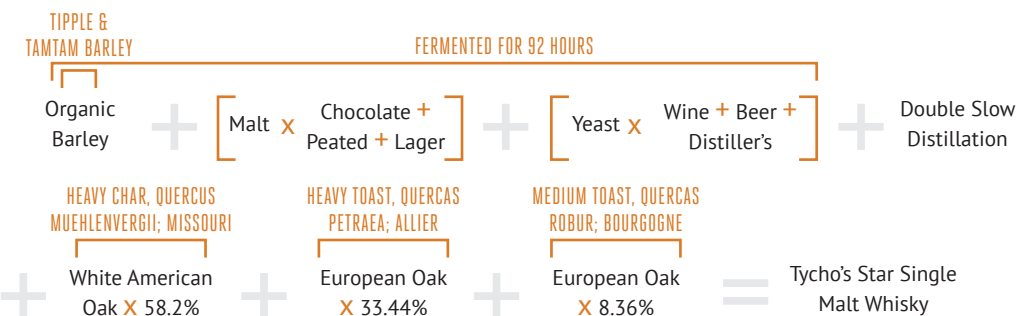 TIPPLE &
TAMTAM BARLEY
FERMENTED FOR 92 HOURS
Organic
Barley
+
Malt x
Chocolate +
Peated + Lager
+
Yeast x
Wine + Beer +
Distiller's
+
Double Slow
Distillation
HEAVY CHAR, QUERCUS
MUEHLENVERGII; MISSOURI
HEAVY TOAST, QUERCAS
PETRAEA; ALLIER
MEDIUM TOAST, QUERCAS
ROBUR; BOURGOGNE
+
White American
Oak X 58.2%
+
European Oak
X 33.44%
+
European Oak
X 8.36%
=
Tycho's Star Single
Malt Whisky